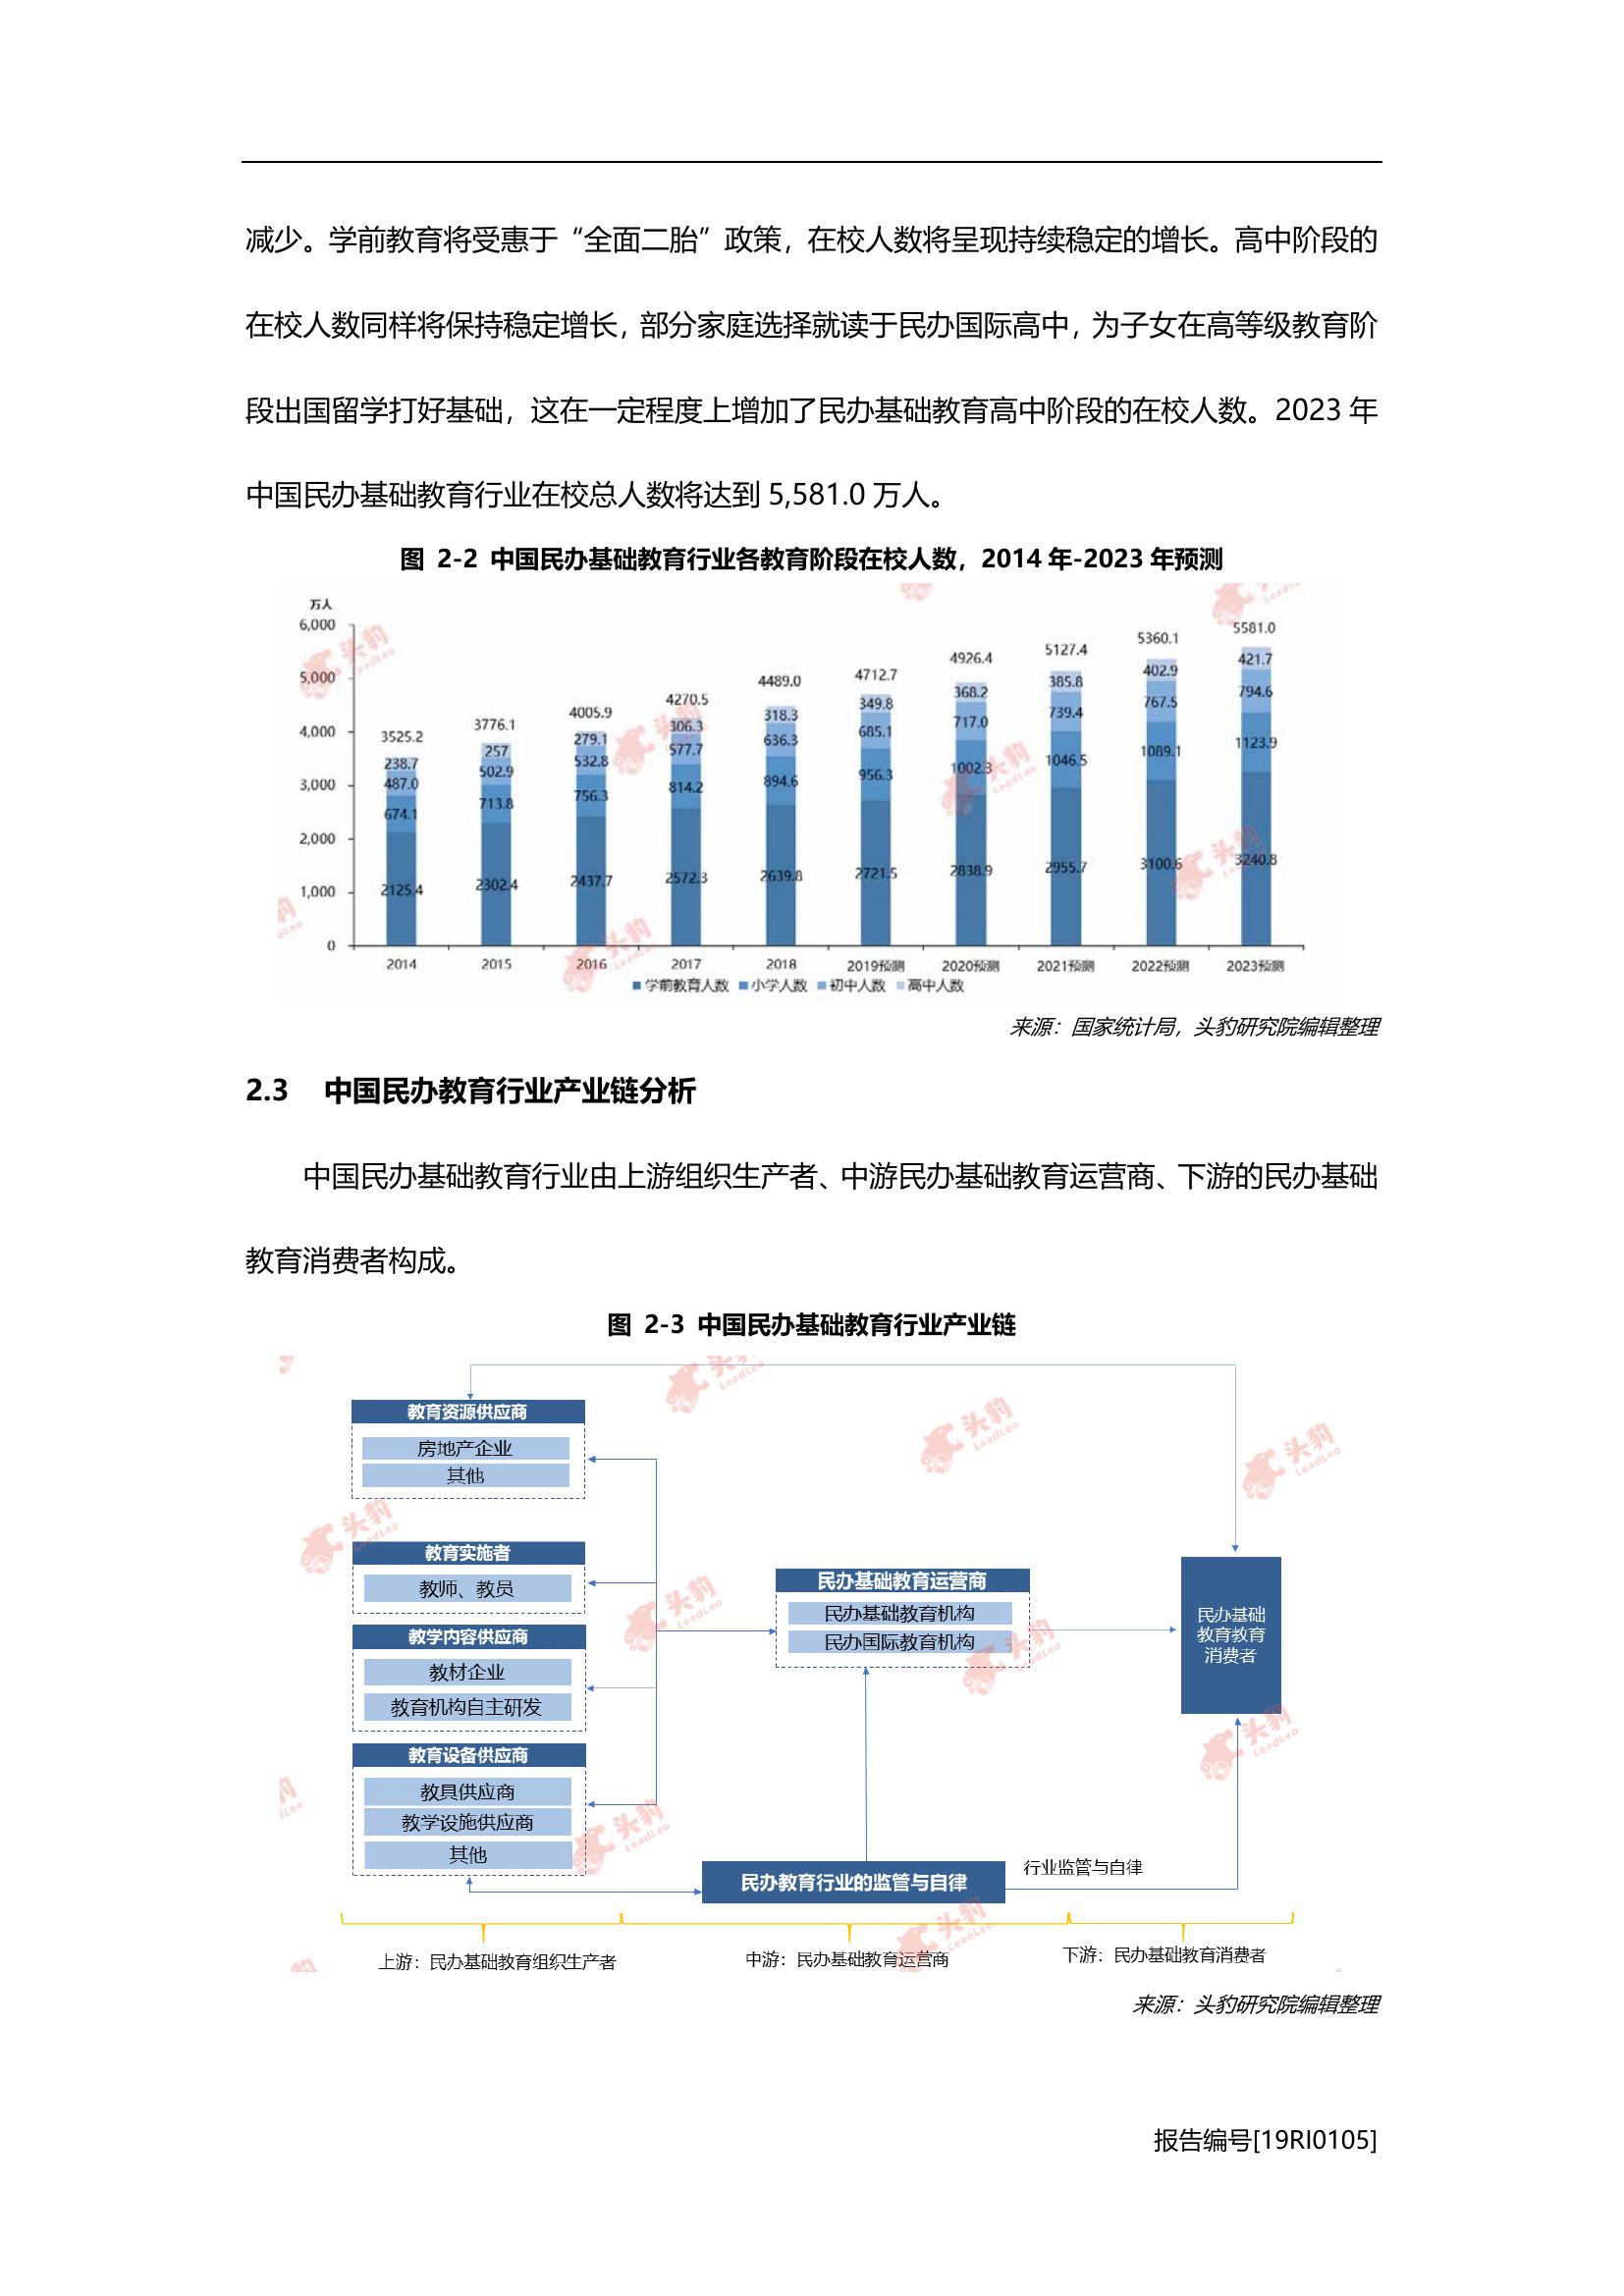 减少。学前教育将受惠于“全面二胎”政策，在校人数将呈现持续稳定的增长。高中阶段的
在校人数同样将保持稳定增长，部分家庭选择就读于民办国际高中，为子女在高等级教育阶
段出国留学打好基础，这在一定程度上增加了民办基础教育高中阶段的在校人数。2023 年
中国民办基础教育行业在校总人数将达到 5,581.0 万人。
图 2-2 中国民办基础教育行业各教育阶段在校人数，2014 年-2023 年预测
万人
6,000
5,000
4,000
3,000
2,000
1,000
0
3525.2 3776.1 4005.9 4270.5 4489.0 4712.7 4926.4 5127.4 5360.1 5581.0
238.7 257 279.1 306.3 318.3 349.8 368.2 385.8 402.9 421.7
487.0 502.9 532.8 577.7 636.3 685.1 717.0 739.4 767.5 794.6
674.1 713.8 756.3 814.2 894.6 956.3 1002.3 1046.5 1089.1 1123.9
2125.4 2302.4 2437.7 2572.3 2639.8 2721.5 2838.9 2955.7 3100.6 3240.8
2014 2015 2016 2017 2018 2019预测 2020预测 2021预测 2022预测 2023预测
学前教育人数 小学人数 初中人数 高中人数
头豹 LeadLeo
来源：国家统计局，头豹研究院编辑整理
2.3 中国民办教育行业产业链分析
中国民办基础教育行业由上游组织生产者、中游民办基础教育运营商、下游的民办基础
教育消费者构成。
图 2-3 中国民办基础教育行业产业链
教育资源供应商
房地产企业
其他
教育实施者
教师、教员
教学内容供应商
教材企业
教育机构自主研发
教育设备供应商
教具供应商
教学设施供应商
其他
民办基础教育运营商
民办基础教育机构
民办国际教育机构
民办基础
教育教育
消费者
民办教育行业的监管与自律
行业监管与自律
上游：民办基础教育组织生产者
中游：民办基础教育运营商
下游：民办基础教育消费者
头豹 LeadLeo
来源：头豹研究院编辑整理
报告编号[19RI0105]